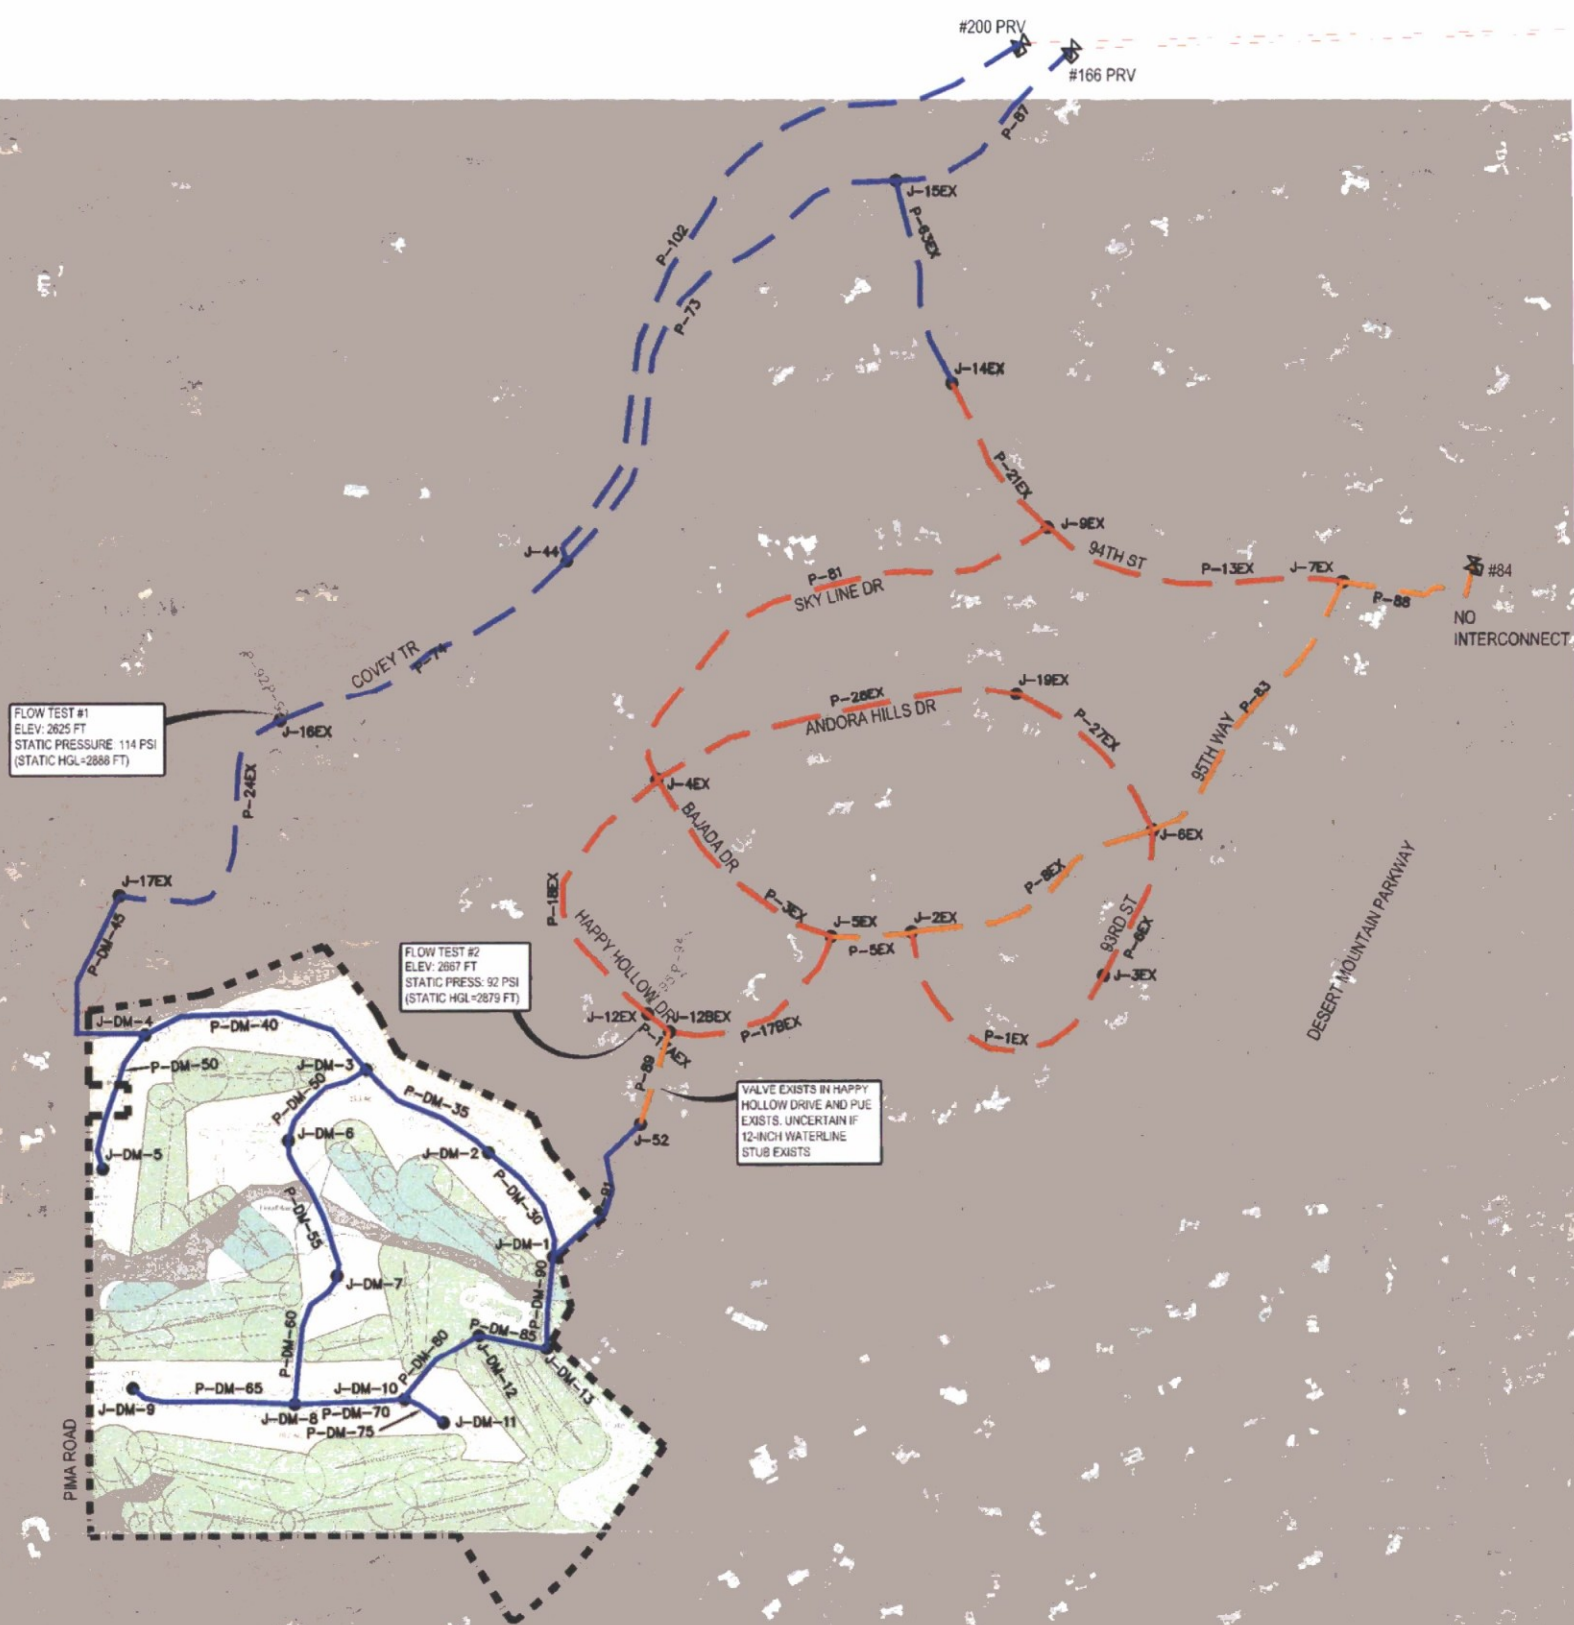 #200 PRV
#166 PRV
P-87
J-15EX
P-63EX
P-102
P-73
J-14EX
P-21EX
J-9EX
J-44
94TH ST
P-13EX
J-7EX
#84
P-88
NO
INTERCONNECT
P-81
SKY LINE DR
COVEY TR
P-74
J-19EX
P-28EX
ANDORA HILLS DR
P-27EX
P-83
95TH WAY
FLOW TEST #1
ELEV: 2625 FT
STATIC PRESSURE: 114 PSI
(STATIC HGL=2888 FT)
J-16EX
P-24EX
J-4EX
BAJADA DR
J-6EX
P-8EX
DESERT MOUNTAIN PARKWAY
J-17EX
P-18EX
P-3EX
J-5EX
J-2EX
P-5EX
93RD ST
P-6EX
J-3EX
P-DM-45
HAPPY HOLLOW DR
FLOW TEST #2
ELEV: 2667 FT
STATIC PRESS: 92 PSI
(STATIC HGL=2879 FT)
J-12EX
J-12BEX
P-17BEX
P-1EX
J-DM-4
P-DM-40
P-89
P-DM-50
J-DM-3
P-DM-50
P-DM-35
VALVE EXISTS IN HAPPY
HOLLOW DRIVE AND PUE
EXISTS. UNCERTAIN IF
12-INCH WATERLINE
STUB EXISTS
J-52
J-DM-6
J-DM-5
J-DM-2
P-DM-30
P-DM-55
J-DM-1
P-DM-90
J-DM-7
P-DM-60
P-DM-80
P-DM-85
J-DM-12
J-DM-13
P-DM-65
J-DM-10
J-DM-9
J-DM-8
P-DM-70
J-DM-11
P-DM-75
PIMA ROAD